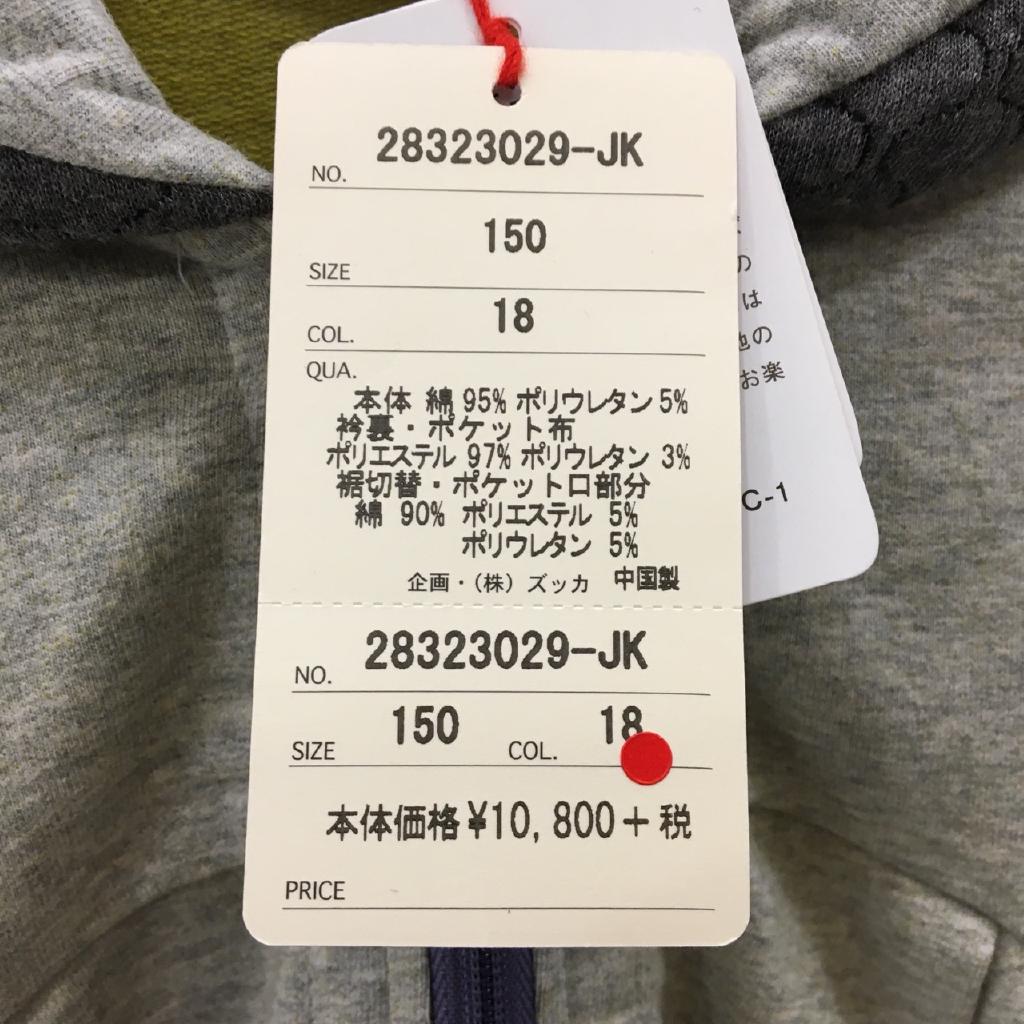 28323029-JK
NO.
150
SIZE
18
COL.
QUA.
本体 綿 95% ポリウレタン 5%
衿裏・ポケット布
ポリエステル 97% ポリウレタン 3%
裾切替・ポケット口部分
綿 90% ポリエステル 5%
ポリウレタン 5%
企画・(株)ズッカ 中国製
28323029-JK
NO.
150 18
SIZE COL.
本体価格¥10,800+税
PRICE
の
は
他の
お楽
C-1